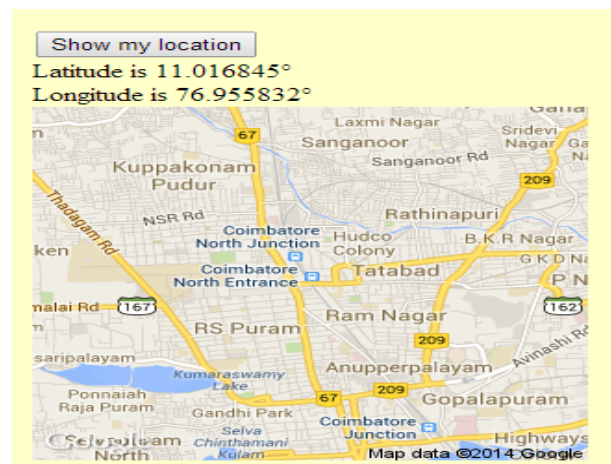 Show my location
Latitude is 11.016845°
Longitude is 76.955832°
Laxmi Nagar
67
Sanganoor
Sridevi
Nagar
Sanganoor Rd
Kuppakonam
Pudur
209
Thadagam Rd
NSR Rd
Rathinapuri
Coimbatore
North Junction
Hudco
Colony
B.K.R Nagar
ken
G K D
Coimbatore
North Entrance
Tatabad
P N
malai Rd
167
162
RS Puram
Ram Nagar
209
Avinashi Rd
saripalayam
Anupperpalayam
Kumaraswamy
Lake
Ponnaiah
Raja Puram
67
209
Gopalapuram
Gandhi Park
Selva
Chinthamani
Kulam
Coimbatore
Junction
Highways
North
Map data ©2014 Google